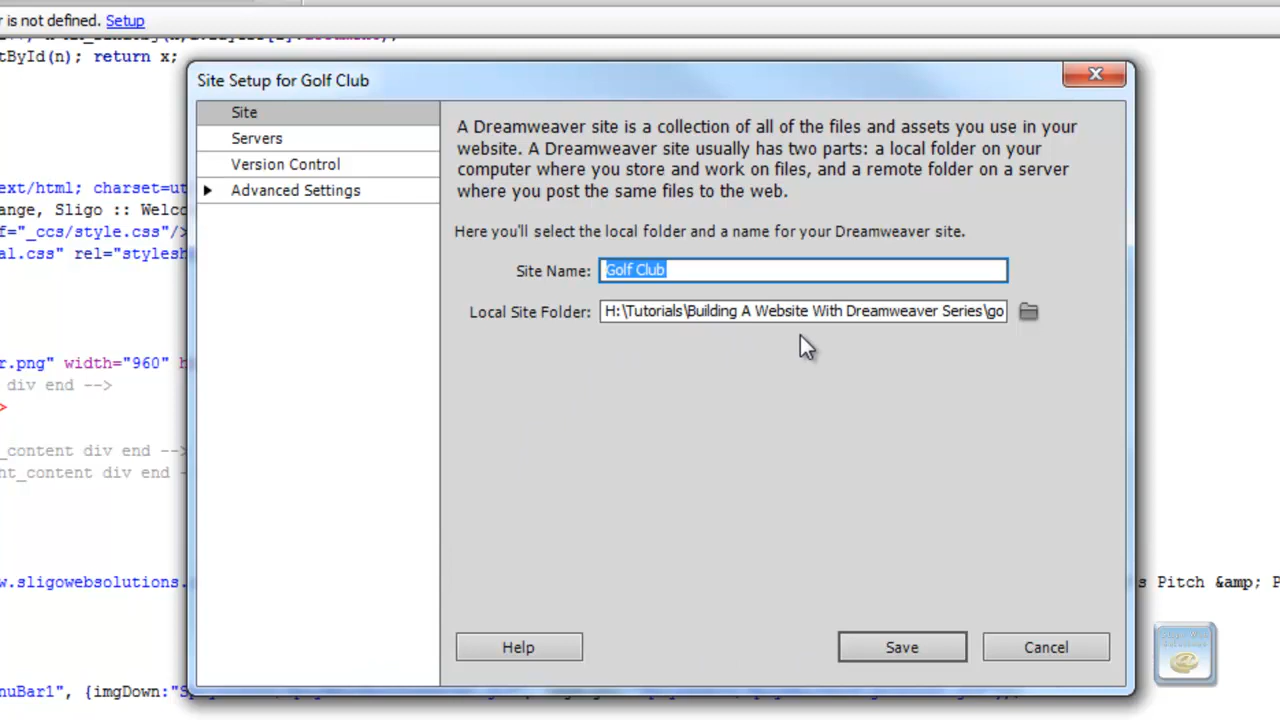 r is not defined. Setup
tById(n); return x;
Site Setup for Golf Club
Site
Servers
Version Control
Advanced Settings
A Dreamweaver site is a collection of all of the files and assets you use in your
website. A Dreamweaver site usually has two parts: a local folder on your
computer where you store and work on files, and a remote folder on a server
where you post the same files to the web.
Here you'll select the local folder and a name for your Dreamweaver site.
Site Name: Golf Club
Local Site Folder: H:\Tutorials\Building A Website With Dreamweaver Series\go
Help
Save
Cancel
ext/html; charset=ut
ange, Sligo :: Welco
f="_ccs/style.css"/>
al.css" rel="stylesh
r.png" width="960" h
div end -->
>
_content div end -->
nt_content div end -
w.sligowebsolutions.
s Pitch &amp; P
nuBar1", {imgDown:"S